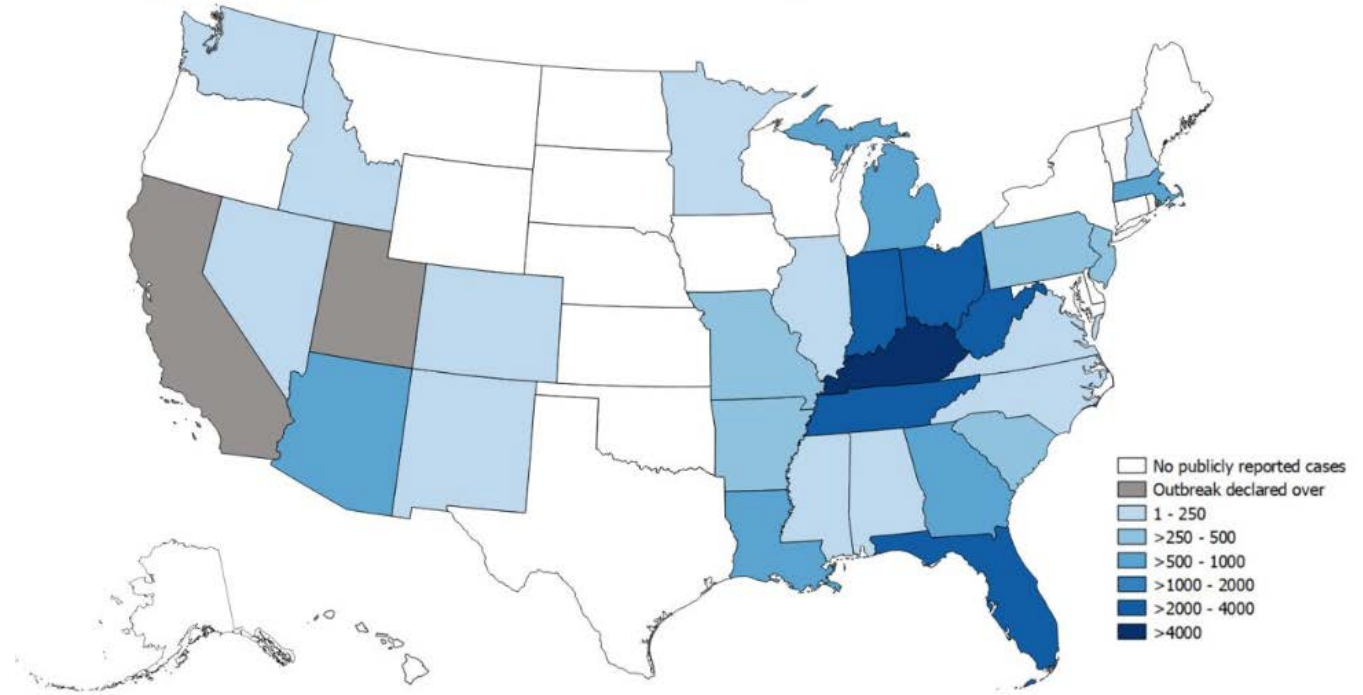 No publicly reported cases
Outbreak declared over
1 - 250
>250 - 500
>500 - 1000
>1000 - 2000
>2000 - 4000
>4000